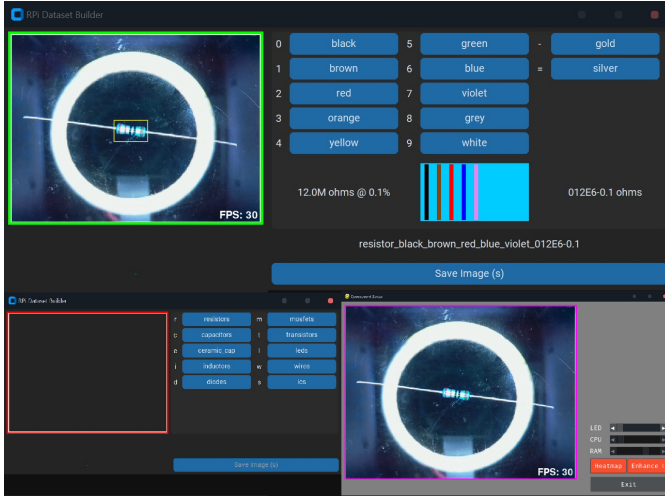 RPi Dataset Builder
0 black 5 green - gold
1 brown 6 blue = silver
2 red 7 violet
3 orange 8 grey
4 yellow 9 white
FPS: 30
12.0M ohms @ 0.1%
012E6-0.1 ohms
resistor_black_brown_red_blue_violet_012E6-0.1
Save Image (s)
RPi Dataset Builder
r resistors m mosfets
c capacitors t transistors
e ceramic_cap l leds
i inductors w wires
d diodes s ics
Save Image (s)
Component Sorter
FPS: 30
LED
CPU
RAM
Heatmap Enhance
Exit